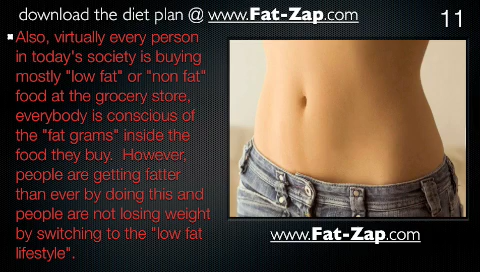 download the diet plan @ www.Fat-Zap.com
11
Also, virtually every person
in today's society is buying
mostly "low fat" or "non fat"
food at the grocery store,
everybody is conscious of
the "fat grams" inside the
food they buy.  However,
people are getting fatter
than ever by doing this and
people are not losing weight
by switching to the "low fat
lifestyle".
www.Fat-Zap.com